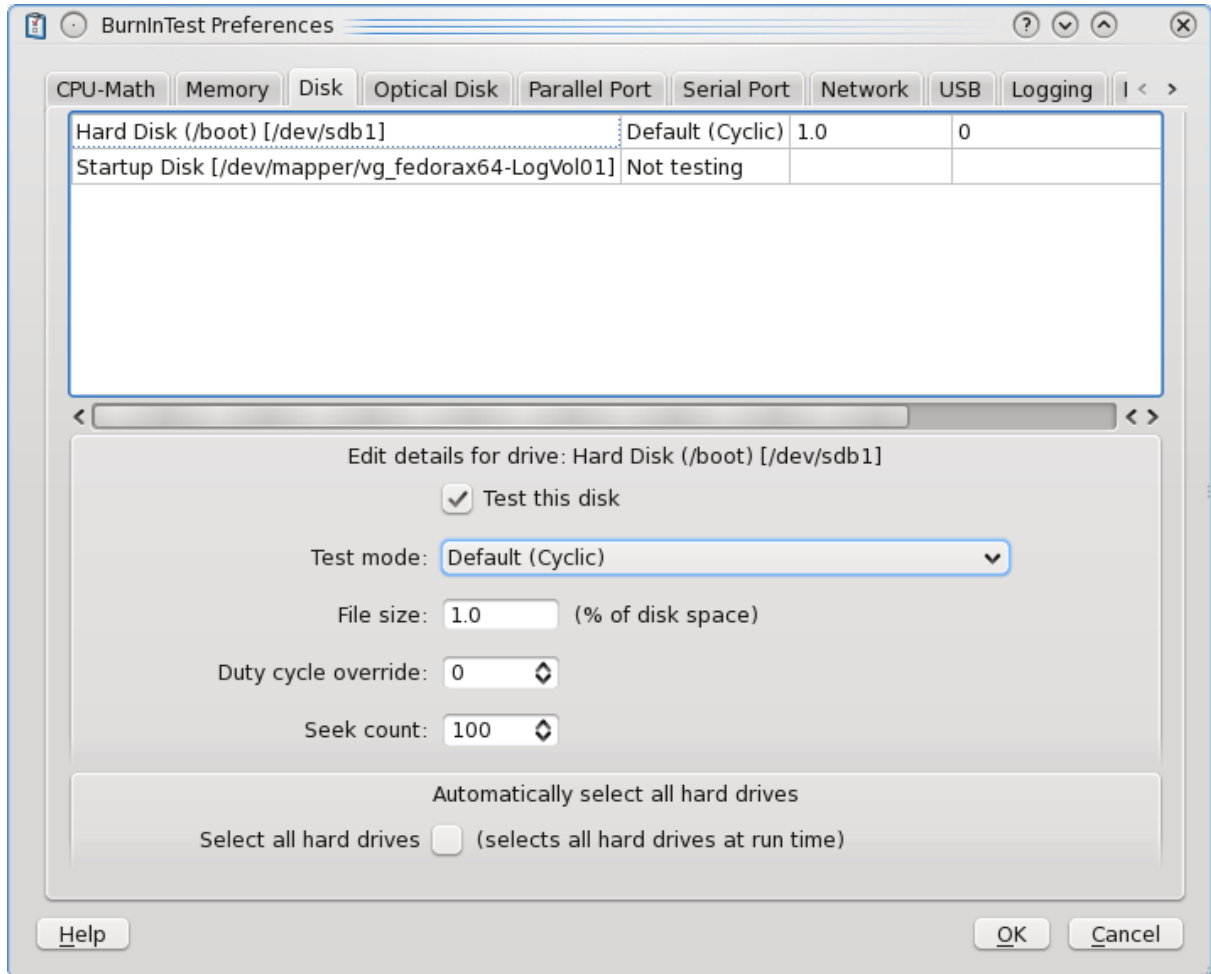 BurnInTest Preferences
CPU-Math Memory Disk Optical Disk Parallel Port Serial Port Network USB Logging
Hard Disk (/boot) [/dev/sdb1] Default (Cyclic) 1.0 0
Startup Disk [/dev/mapper/vg_fedorax64-LogVol01] Not testing
Edit details for drive: Hard Disk (/boot) [/dev/sdb1]
Test this disk
Test mode: Default (Cyclic)
File size: 1.0 (% of disk space)
Duty cycle override: 0
Seek count: 100
Automatically select all hard drives
Select all hard drives (selects all hard drives at run time)
Help OK Cancel